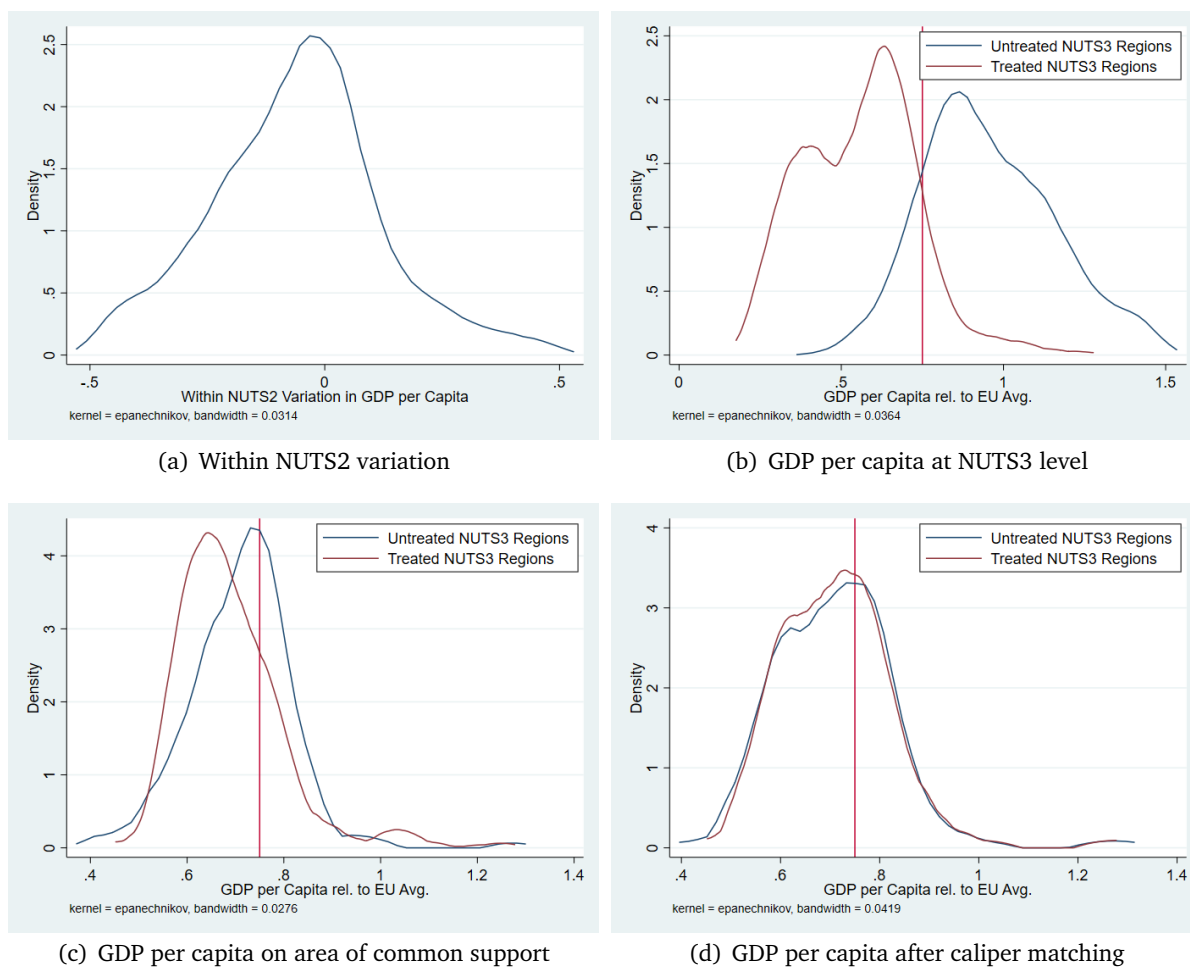 2.5
2
1.5
1
.5
0
Density
-.5 0 .5
Within NUTS2 Variation in GDP per Capita
kernel = epanechnikov, bandwidth = 0.0314
(a) Within NUTS2 variation
Untreated NUTS3 Regions
Treated NUTS3 Regions
2.5
2
1.5
1
.5
0
Density
0 .5 1 1.5
GDP per Capita rel. to EU Avg.
kernel = epanechnikov, bandwidth = 0.0364
(b) GDP per capita at NUTS3 level
Untreated NUTS3 Regions
Treated NUTS3 Regions
4
3
2
1
0
Density
.4 .6 .8 1 1.2 1.4
GDP per Capita rel. to EU Avg.
kernel = epanechnikov, bandwidth = 0.0276
(c) GDP per capita on area of common support
Untreated NUTS3 Regions
Treated NUTS3 Regions
4
3
2
1
0
Density
.4 .6 .8 1 1.2 1.4
GDP per Capita rel. to EU Avg.
kernel = epanechnikov, bandwidth = 0.0419
(d) GDP per capita after caliper matching